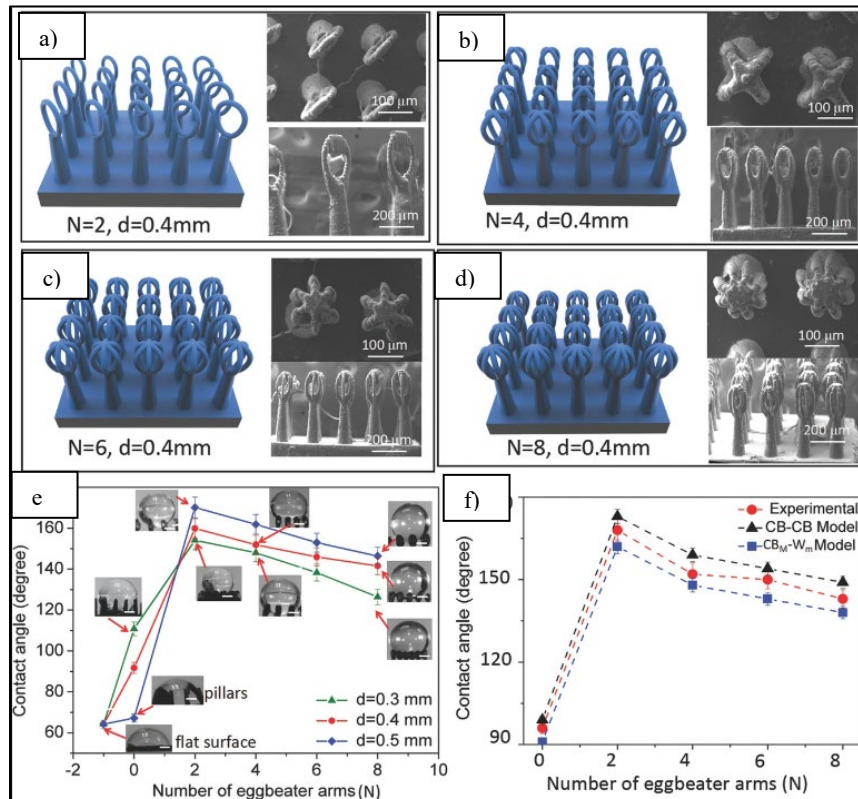 a)
100 µm
200 µm
N=2, d=0.4mm
b)
100 µm
200 µm
N=4, d=0.4mm
c)
100 µm
200 µm
N=6, d=0.4mm
d)
100 µm
200 µm
N=8, d=0.4mm
e
160
140
120
100
80
60
Contact angle (degree)
pillars
flat surface
d=0.3 mm
d=0.4 mm
d=0.5 mm
-2 0 2 4 6 8 10
Number of eggbeater arms (N)
f)
150
130
90
Contact angle (degree)
Experimental
CB-CB Model
CBM-Wm Model
0 2 4 6 8
Number of eggbeater arms (N)